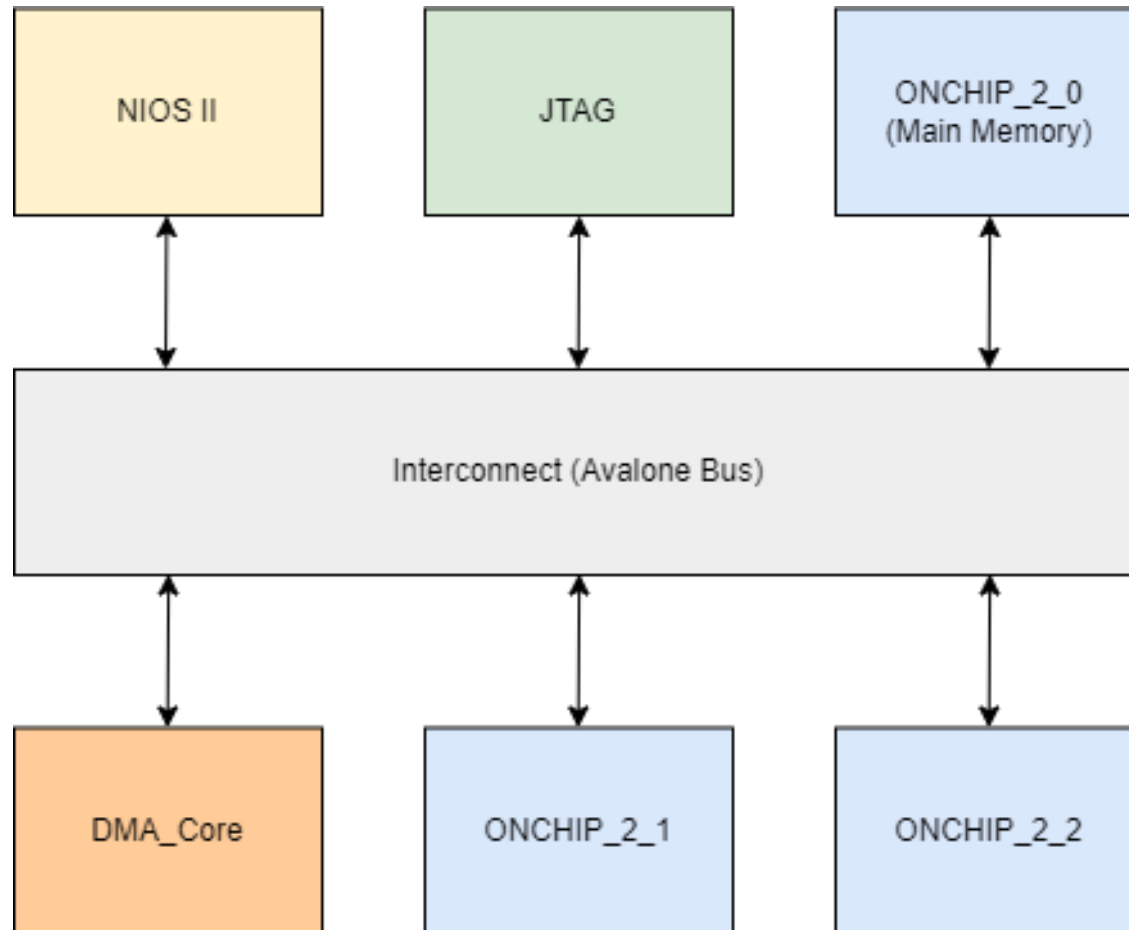 NIOS II
JTAG
ONCHIP_2_0
(Main Memory)
Interconnect (Avalone Bus)
DMA_Core
ONCHIP_2_1
ONCHIP_2_2